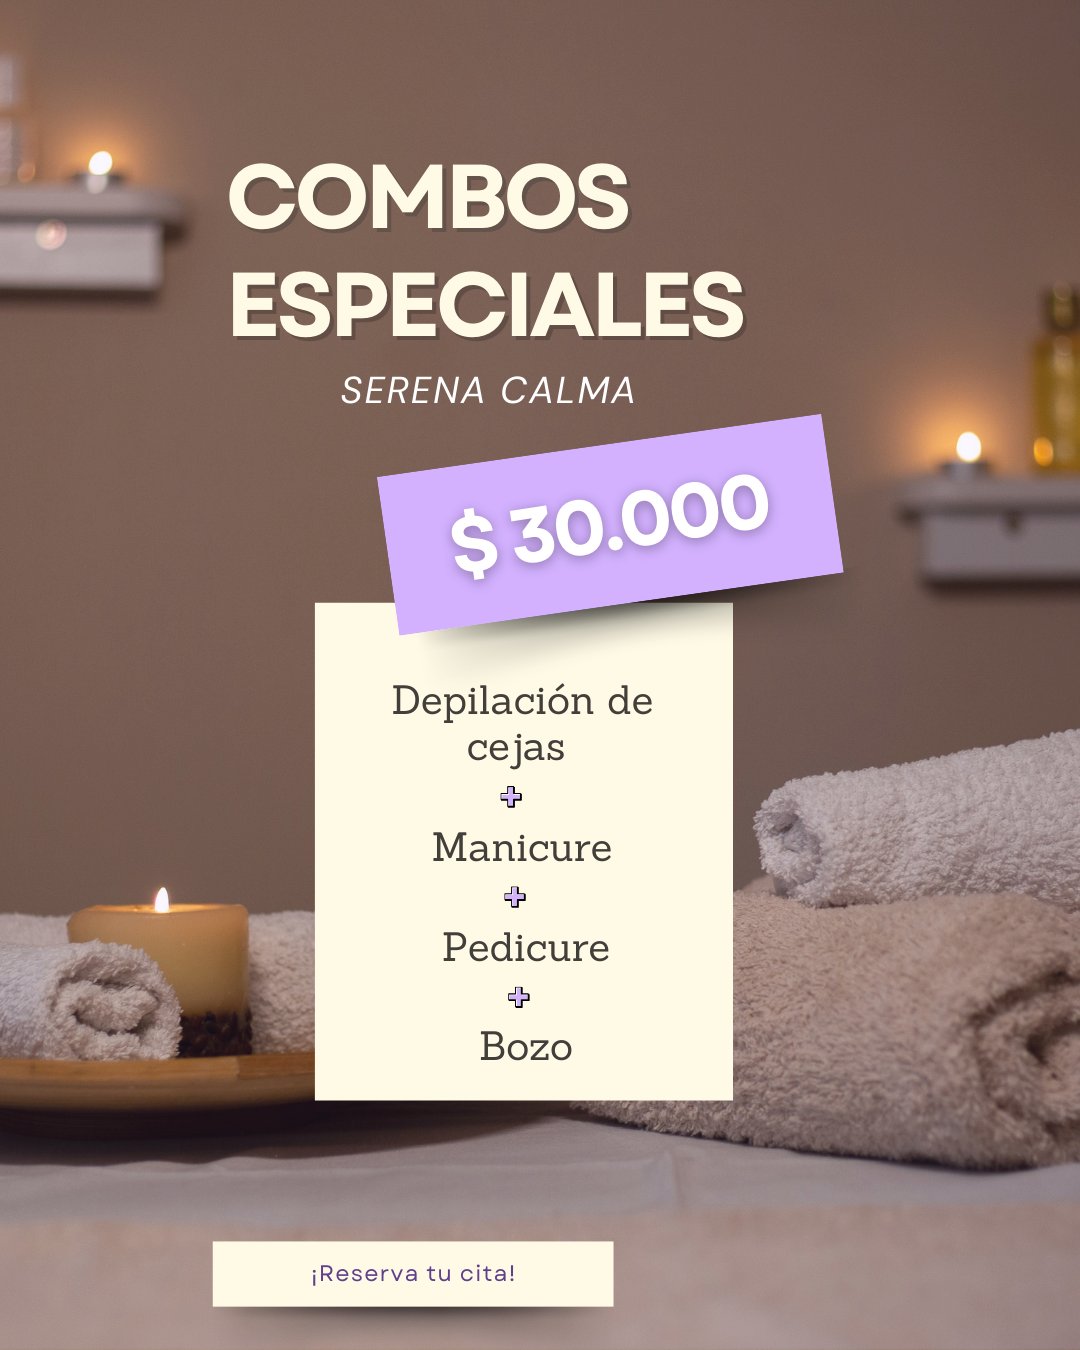 COMBOS
ESPECIALES
SERENA CALMA
$ 30.000
Depilación de
cejas
+
Manicure
+
Pedicure
+
Bozo
¡Reserva tu cita!